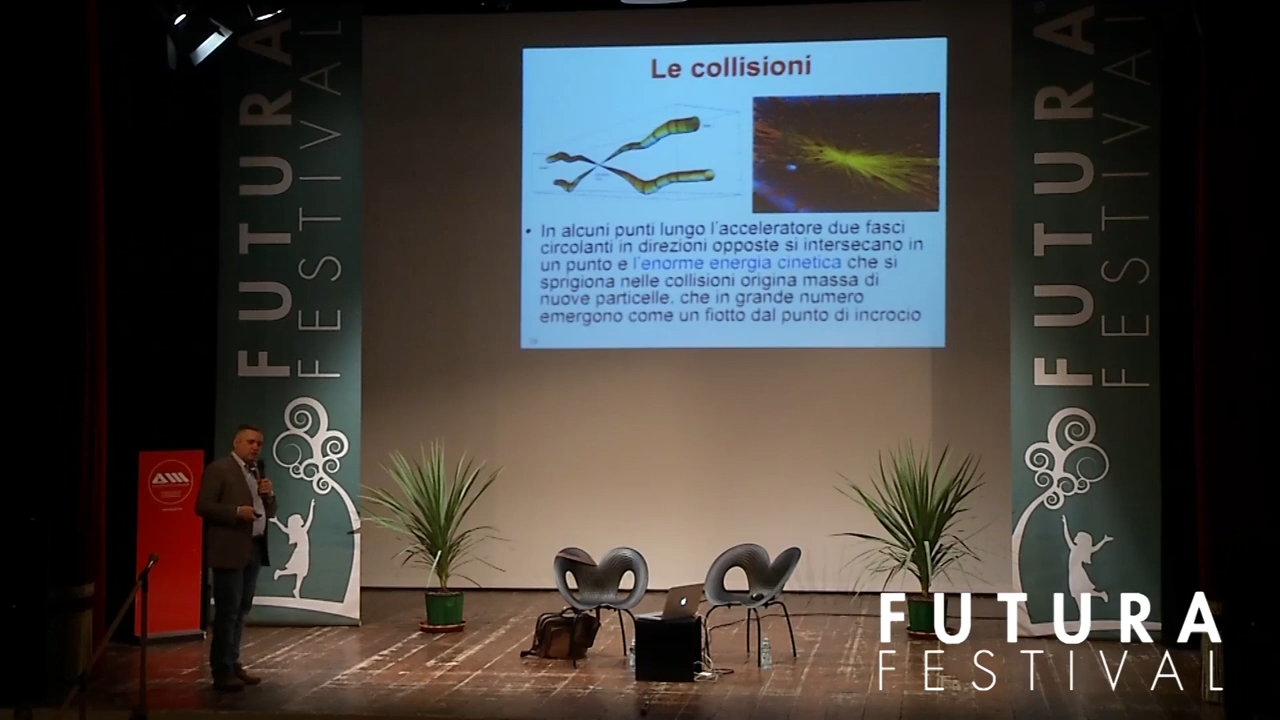 FUTURA
FESTIVAL
Le collisioni
• In alcuni punti lungo l'acceleratore due fasci
circolanti in direzioni opposte si intersecano in
un punto e l'enorme energia cinetica che si
sprigiona nelle collisioni origina massa di
nuove particelle, che in grande numero
emergono come un fiotto dal punto di incrocio
FUTURA
FESTIVAL
FUTURA
FESTIVAL